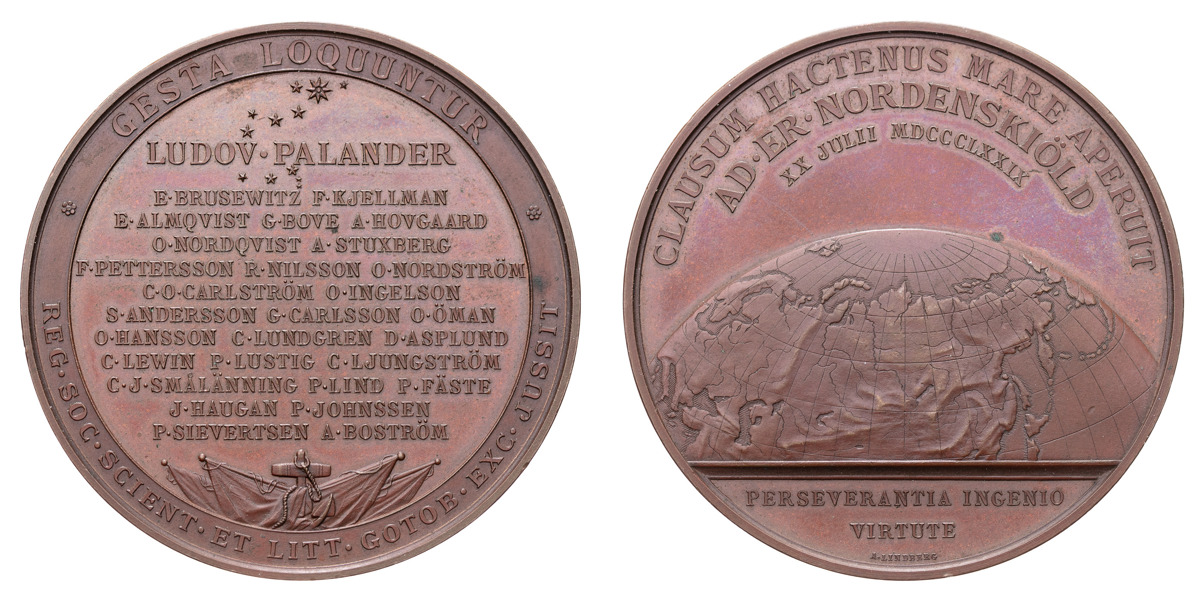 GESTA LOQUUNTUR
LUDOV·PALANDER
E·BRUSEWITZ F·KJELLMAN
E·ALMQVIST G·BOVE A·HOVGAARD
O·NORDQVIST A·STUXBERG
F·PETTERSSON R·NILSSON O·NORDSTRÖM
C·O·CARLSTRÖM O·INGELSON
S·ANDERSSON G·CARLSSON O·ÖMAN
O·HANSSON C·LUNDGREN D·ASPLUND
C·LEWIN P·LUSTIG C·LJUNGSTRÖM
C·J·SMÅLÄNNING P·LIND P·FÄSTE
J·HAUGAN P·JOHNSSEN
P·SIEVERTSEN A·BOSTRÖM
REG·SOC·SCIENT·ET LITT·GOTOB·EXC·JUSSIT
CLAUSUM HACTENUS MARE APERUIT
AD·ER·NORDENSKIÖLD
XX JULII MDCCCLXXIX
PERSEVERANTIA INGENIO
VIRTUTE
A·LINDBERG